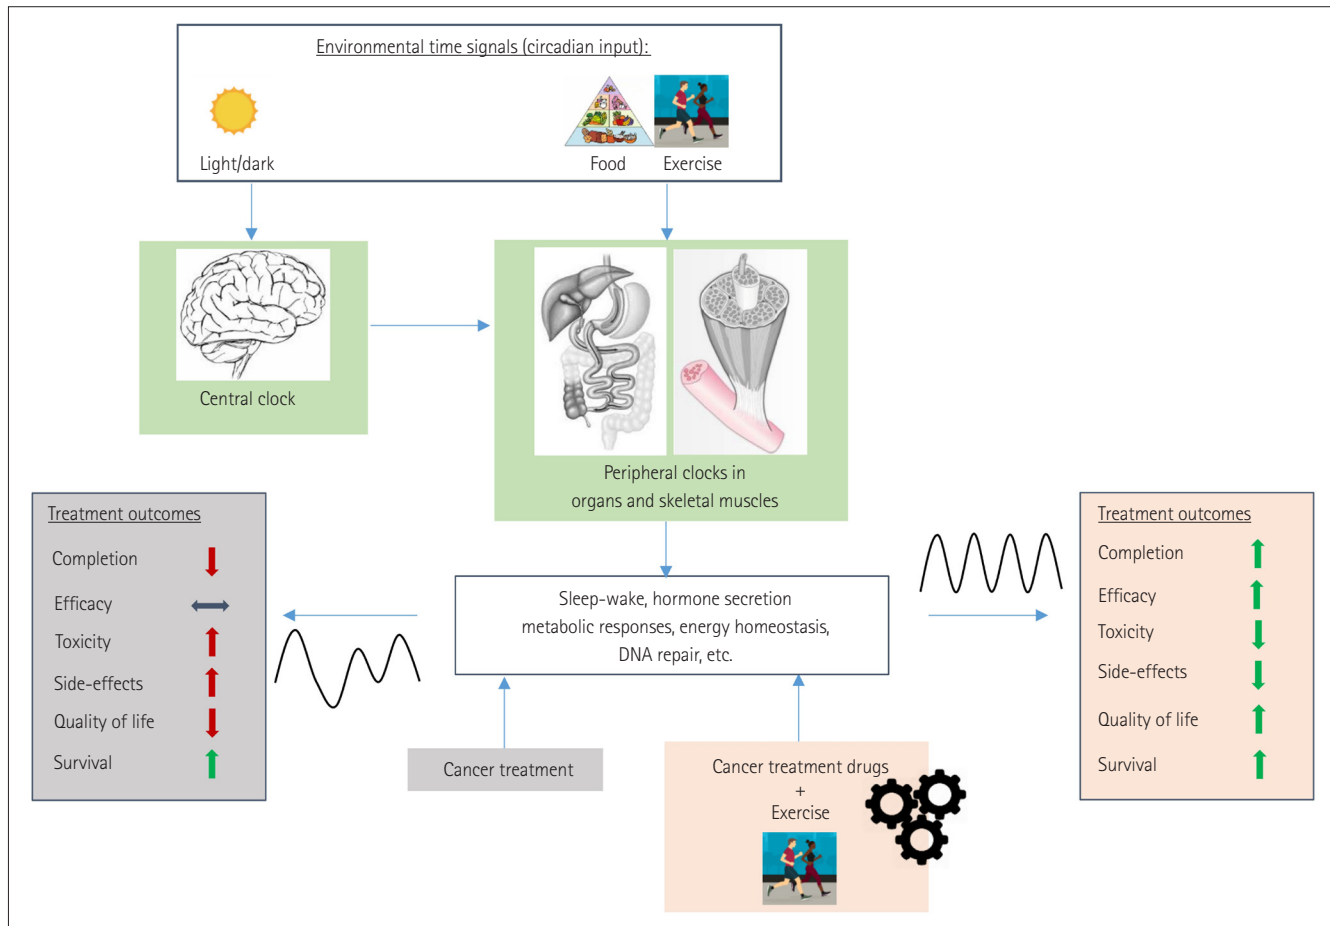 Environmental time signals (circadian input):
Light/dark
Food
Exercise
Central clock
Peripheral clocks in
organs and skeletal muscles
Treatment outcomes
Completion
Efficacy
Toxicity
Side-effects
Quality of life
Survival
Sleep-wake, hormone secretion
metabolic responses, energy homeostasis,
DNA repair, etc.
Cancer treatment
Cancer treatment drugs
+
Exercise
Treatment outcomes
Completion
Efficacy
Toxicity
Side-effects
Quality of life
Survival